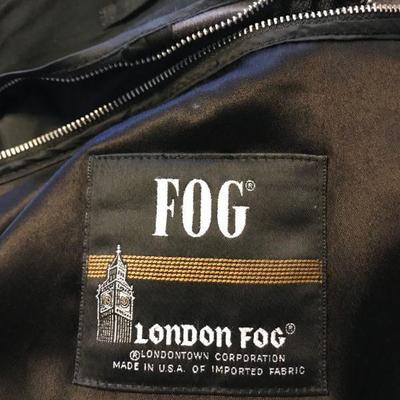 FOG®
LONDON FOG®
®LONDONTOWN CORPORATION
MADE IN U.S.A. OF IMPORTED FABRIC